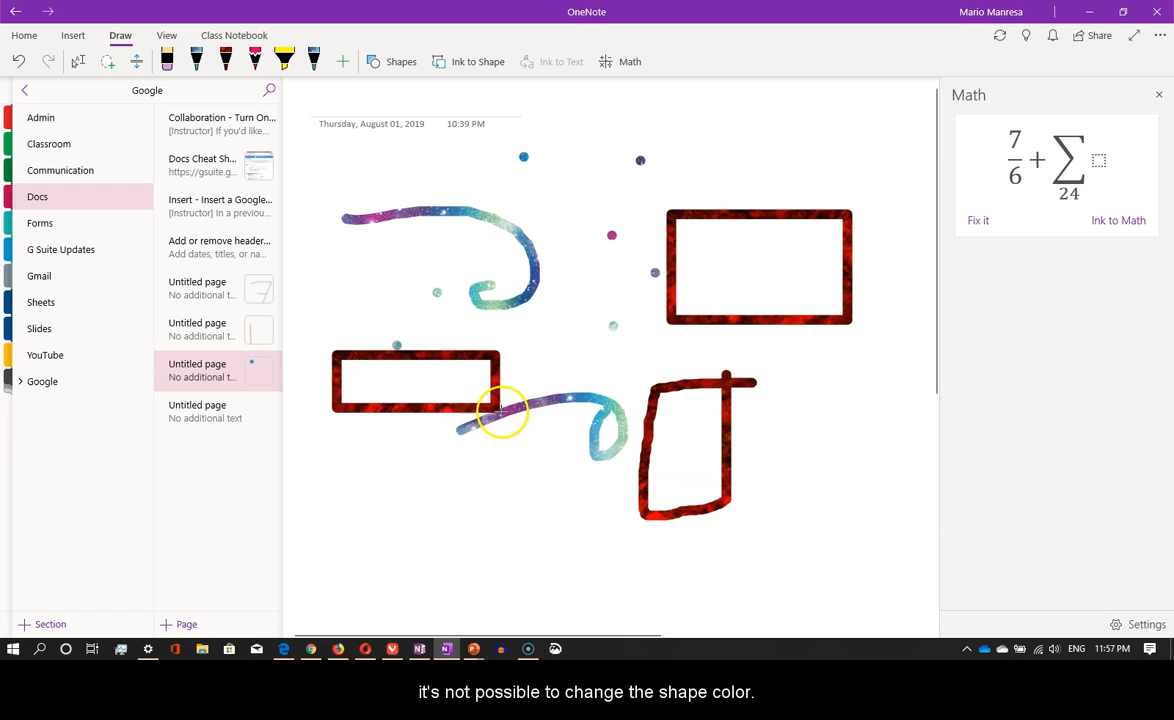 OneNote
Mario Manresa
Home
Insert
Draw
View
Class Notebook
Share
Shapes
Ink to Shape
Ink to Text
Math
Google
Admin
Classroom
Communication
Docs
Forms
G Suite Updates
Gmail
Sheets
Slides
YouTube
Google
Section
Collaboration - Turn On...
[Instructor] If you'd like...
Docs Cheat Sh...
https://gsuite.g...
Insert - Insert a Google...
[Instructor] In a previou...
Add or remove header...
Add dates, titles, or na...
Untitled page
No additional t...
Untitled page
No additional t...
Untitled page
No additional t...
Untitled page
No additional text
Page
Thursday, August 01, 2019 10:39 PM
Math
7/6 + ∑ 24
Fix it
Ink to Math
Settings
ENG
11:57 PM
it's not possible to change the shape color.